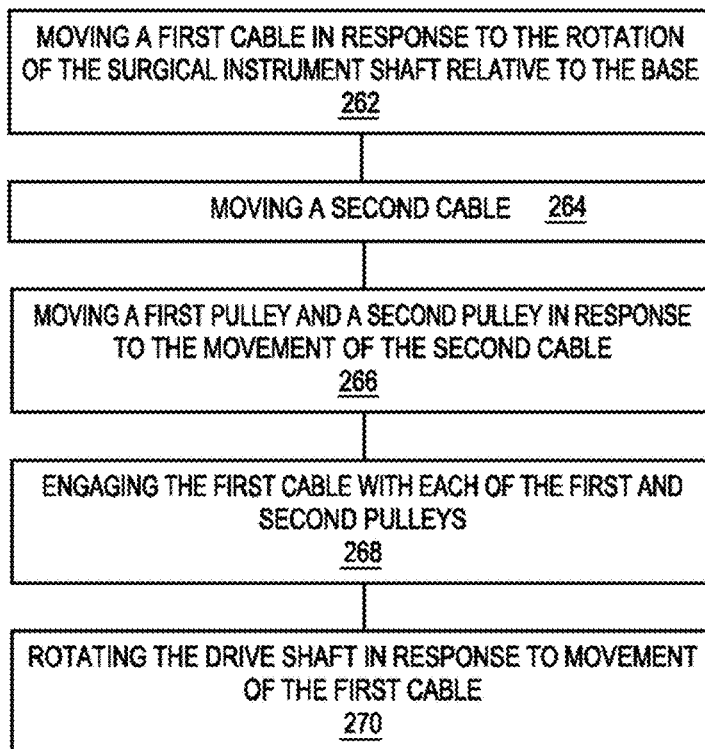 MOVING A FIRST CABLE IN RESPONSE TO THE ROTATION
OF THE SURGICAL INSTRUMENT SHAFT RELATIVE TO THE BASE
262
MOVING A SECOND CABLE 264
MOVING A FIRST PULLEY AND A SECOND PULLEY IN RESPONSE
TO THE MOVEMENT OF THE SECOND CABLE
266
ENGAGING THE FIRST CABLE WITH EACH OF THE FIRST AND
SECOND PULLEYS
268
ROTATING THE DRIVE SHAFT IN RESPONSE TO MOVEMENT
OF THE FIRST CABLE
270